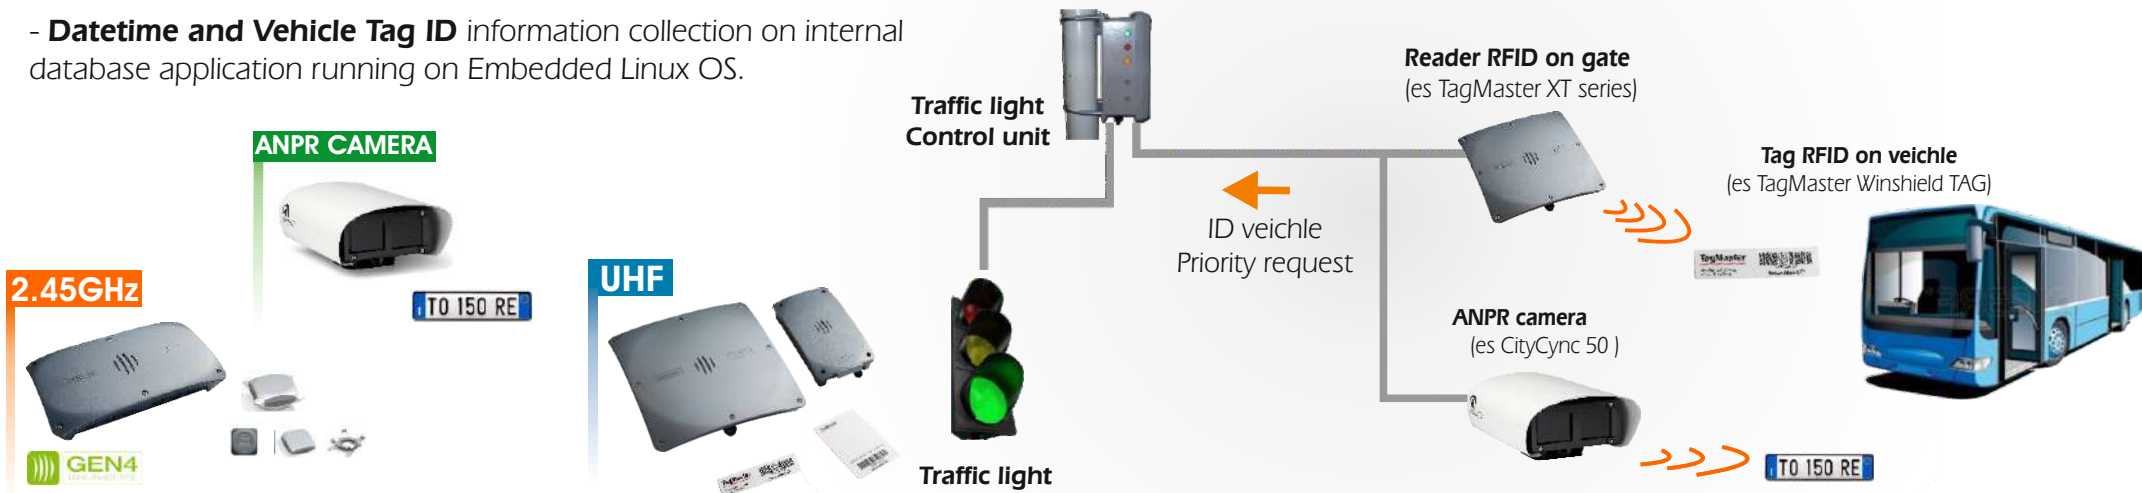 - Datetime and Vehicle Tag ID information collection on internal
database application running on Embedded Linux OS.
ANPR CAMERA
TO 150 RE
2.45GHz
GEN4
UHF
TagMaster
Traffic light
Control unit
Traffic light
ID veichle
Priority request
Reader RFID on gate
(es TagMaster XT series)
Tag RFID on veichle
(es TagMaster Winshield TAG)
TagMaster
ANPR camera
(es CityCync 50 )
TO 150 RE